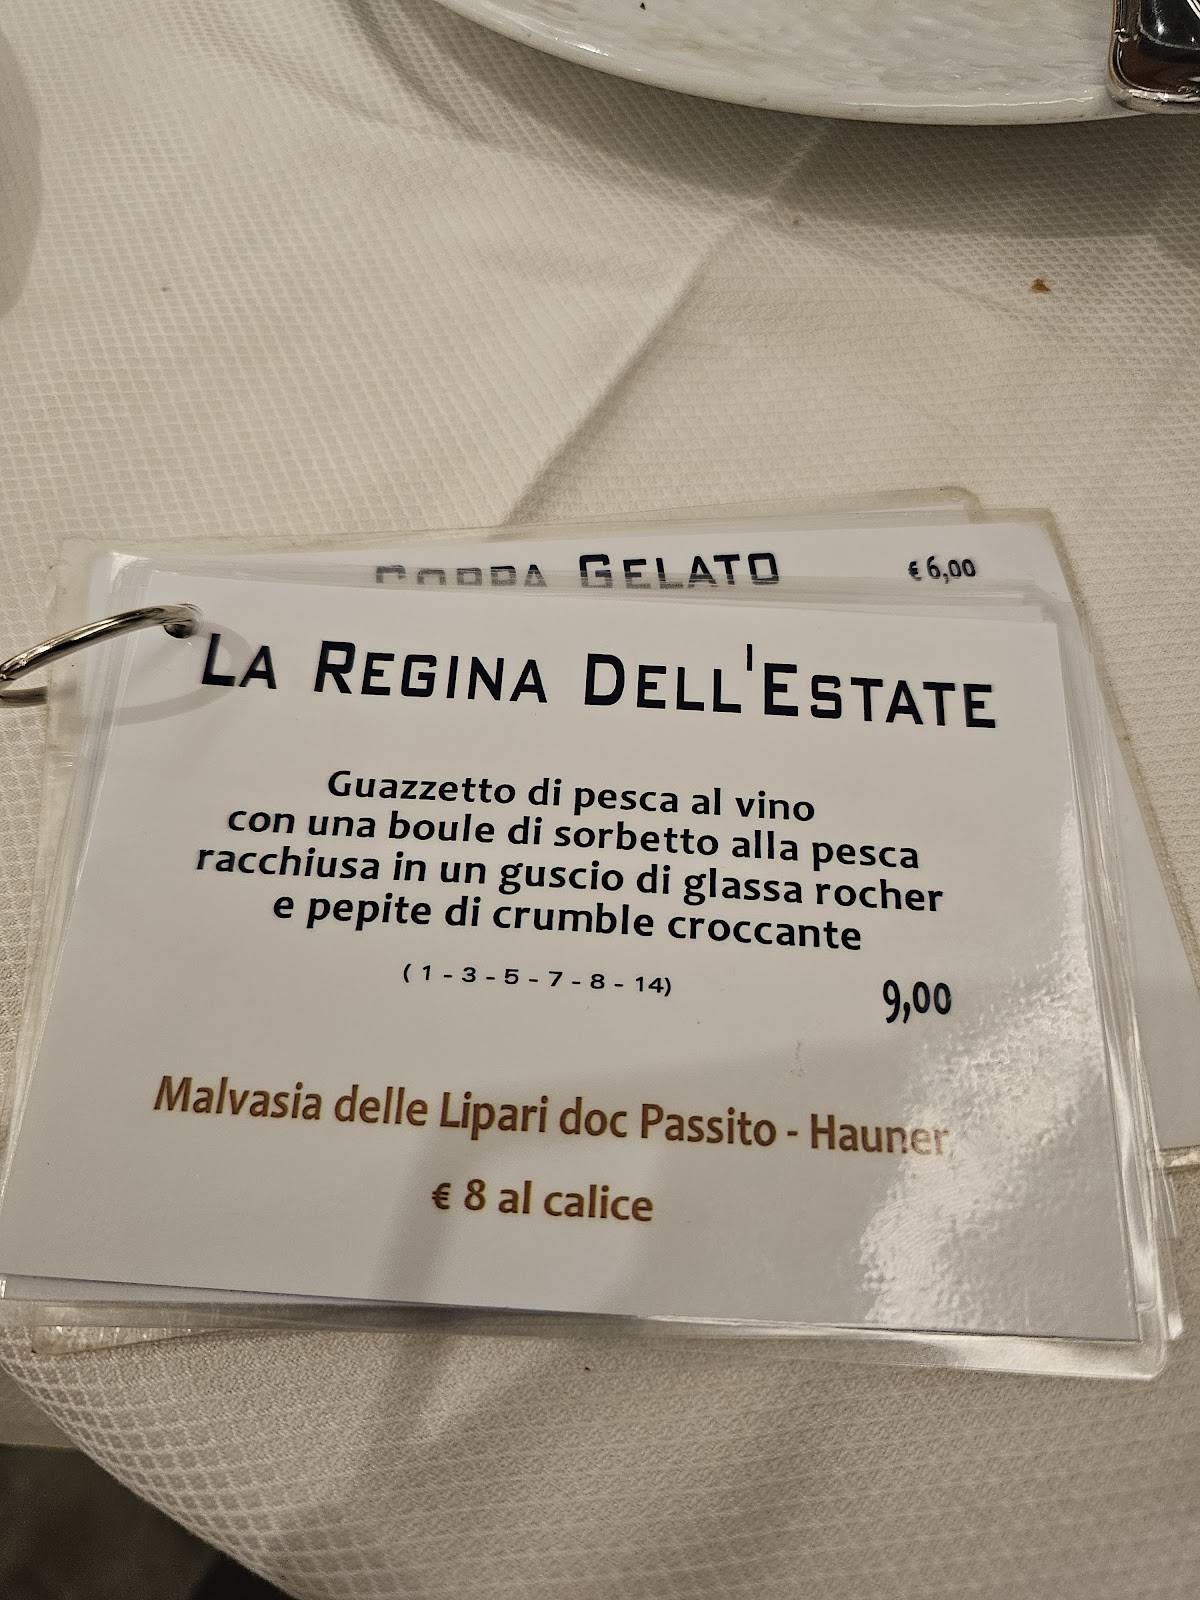 COPPA GELATO € 6,00
LA REGINA DELL'ESTATE
Guazzetto di pesca al vino
con una boule di sorbetto alla pesca
racchiusa in un guscio di glassa rocher
e pepite di crumble croccante
( 1 - 3 - 5 - 7 - 8 - 14)
9,00
Malvasia delle Lipari doc Passito - Hauner,
€ 8 al calice